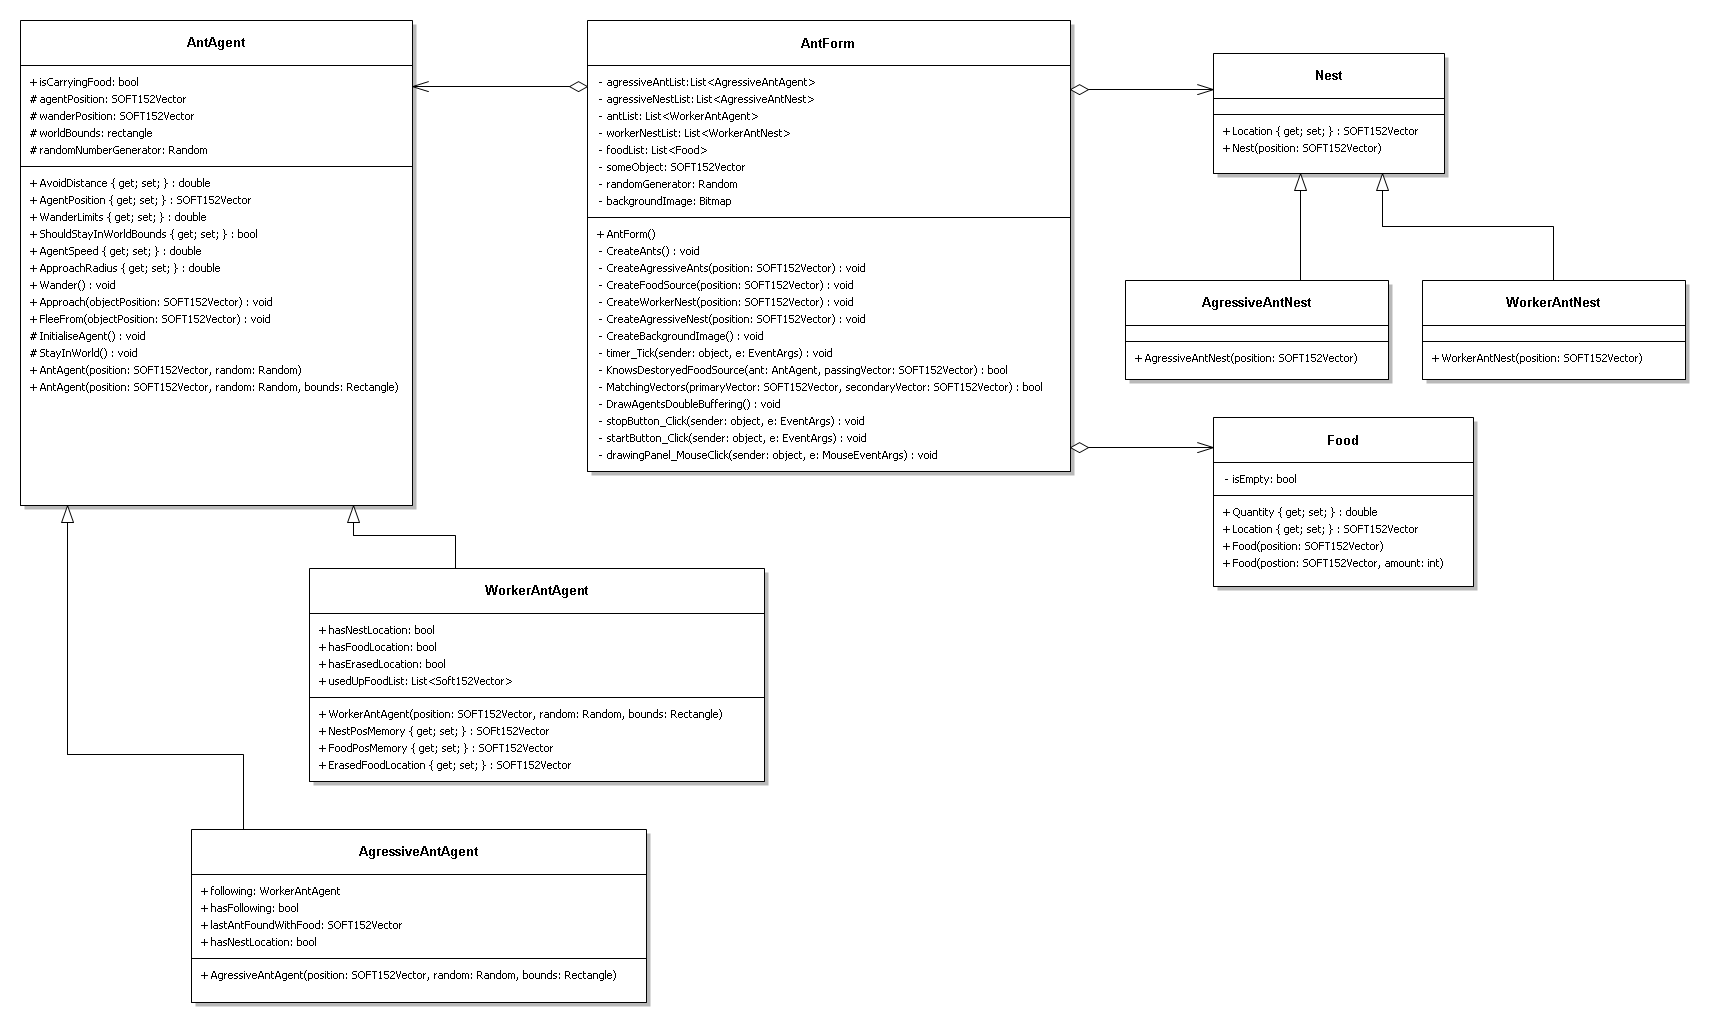 AntAgent
+ isCarryingFood: bool
# agentPosition: SOFT152Vector
# wanderPosition: SOFT152Vector
# worldBounds: rectangle
# randomNumberGenerator: Random
+ AvoidDistance { get; set; } : double
+ AgentPosition { get; set; } : SOFT152Vector
+ WanderLimits { get; set; } : double
+ ShouldStayInWorldBounds { get; set; } : bool
+ AgentSpeed { get; set; } : double
+ ApproachRadius { get; set; } : double
+ Wander() : void
+ Approach(objectPosition: SOFT152Vector) : void
+ FleeFrom(objectPosition: SOFT152Vector) : void
# InitialiseAgent() : void
# StayInWorld() : void
+ AntAgent(position: SOFT152Vector, random: Random)
+ AntAgent(position: SOFT152Vector, random: Random, bounds: Rectangle)
AntForm
- agressiveAntList: List<AgressiveAntAgent>
- agressiveNestList: List<AgressiveAntNest>
- antList: List<WorkerAntAgent>
- workerNestList: List<WorkerAntNest>
- foodList: List<Food>
- someObject: SOFT152Vector
- randomGenerator: Random
- backgroundImage: Bitmap
+ AntForm()
- CreateAnts() : void
- CreateAgressiveAnts(position: SOFT152Vector) : void
- CreateFoodSource(position: SOFT152Vector) : void
- CreateWorkerNest(position: SOFT152Vector) : void
- CreateAgressiveNest(position: SOFT152Vector) : void
- CreateBackgroundImage() : void
- timer_Tick(sender: object, e: EventArgs) : void
- KnowsDestoryedFoodSource(ant: AntAgent, passingVector: SOFT152Vector) : bool
- MatchingVectors(primaryVector: SOFT152Vector, secondaryVector: SOFT152Vector) : bool
- DrawAgentsDoubleBuffering() : void
- stopButton_Click(sender: object, e: EventArgs) : void
- startButton_Click(sender: object, e: EventArgs) : void
- drawingPanel_MouseClick(sender: object, e: MouseEventArgs) : void
Nest
+ Location { get; set; } : SOFT152Vector
+ Nest(position: SOFT152Vector)
AgressiveAntNest
+ AgressiveAntNest(position: SOFT152Vector)
WorkerAntNest
+ WorkerAntNest(position: SOFT152Vector)
Food
- isEmpty: bool
+ Quantity { get; set; } : double
+ Location { get; set; } : SOFT152Vector
+ Food(position: SOFT152Vector)
+ Food(postion: SOFT152Vector, amount: int)
WorkerAntAgent
+ hasNestLocation: bool
+ hasFoodLocation: bool
+ hasErasedLocation: bool
+ usedUpFoodList: List<Soft152Vector>
+ WorkerAntAgent(position: SOFT152Vector, random: Random, bounds: Rectangle)
+ NestPosMemory { get; set; } : SOFt152Vector
+ FoodPosMemory { get; set; } : SOFT152Vector
+ ErasedFoodLocation { get; set; } : SOFT152Vector
AgressiveAntAgent
+ following: WorkerAntAgent
+ hasFollowing: bool
+ lastAntFoundWithFood: SOFT152Vector
+ hasNestLocation: bool
+ AgressiveAntAgent(position: SOFT152Vector, random: Random, bounds: Rectangle)